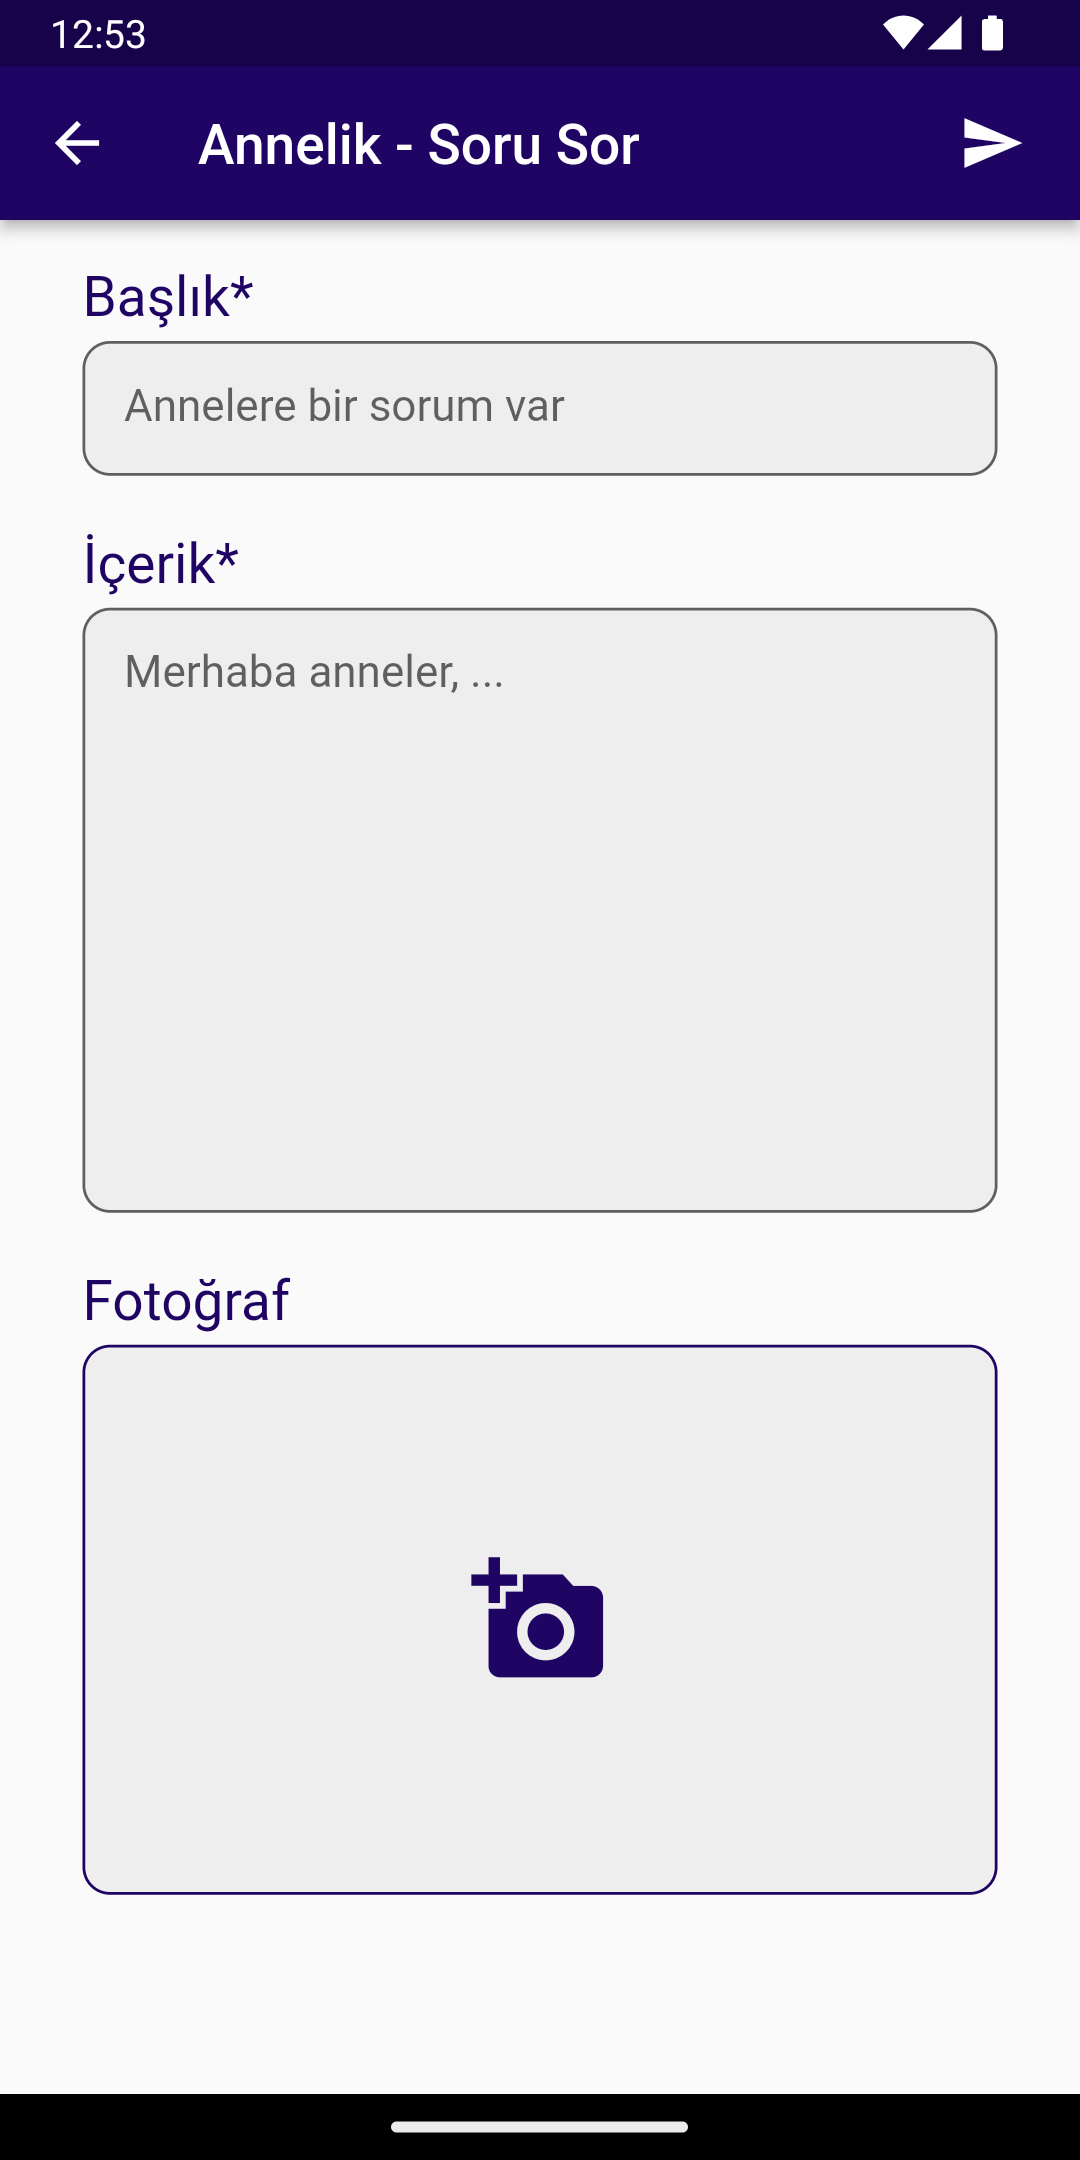 12:53
Annelik - Soru Sor
Başlık*
Annelere bir sorum var
İçerik*
Merhaba anneler, ...
Fotoğraf